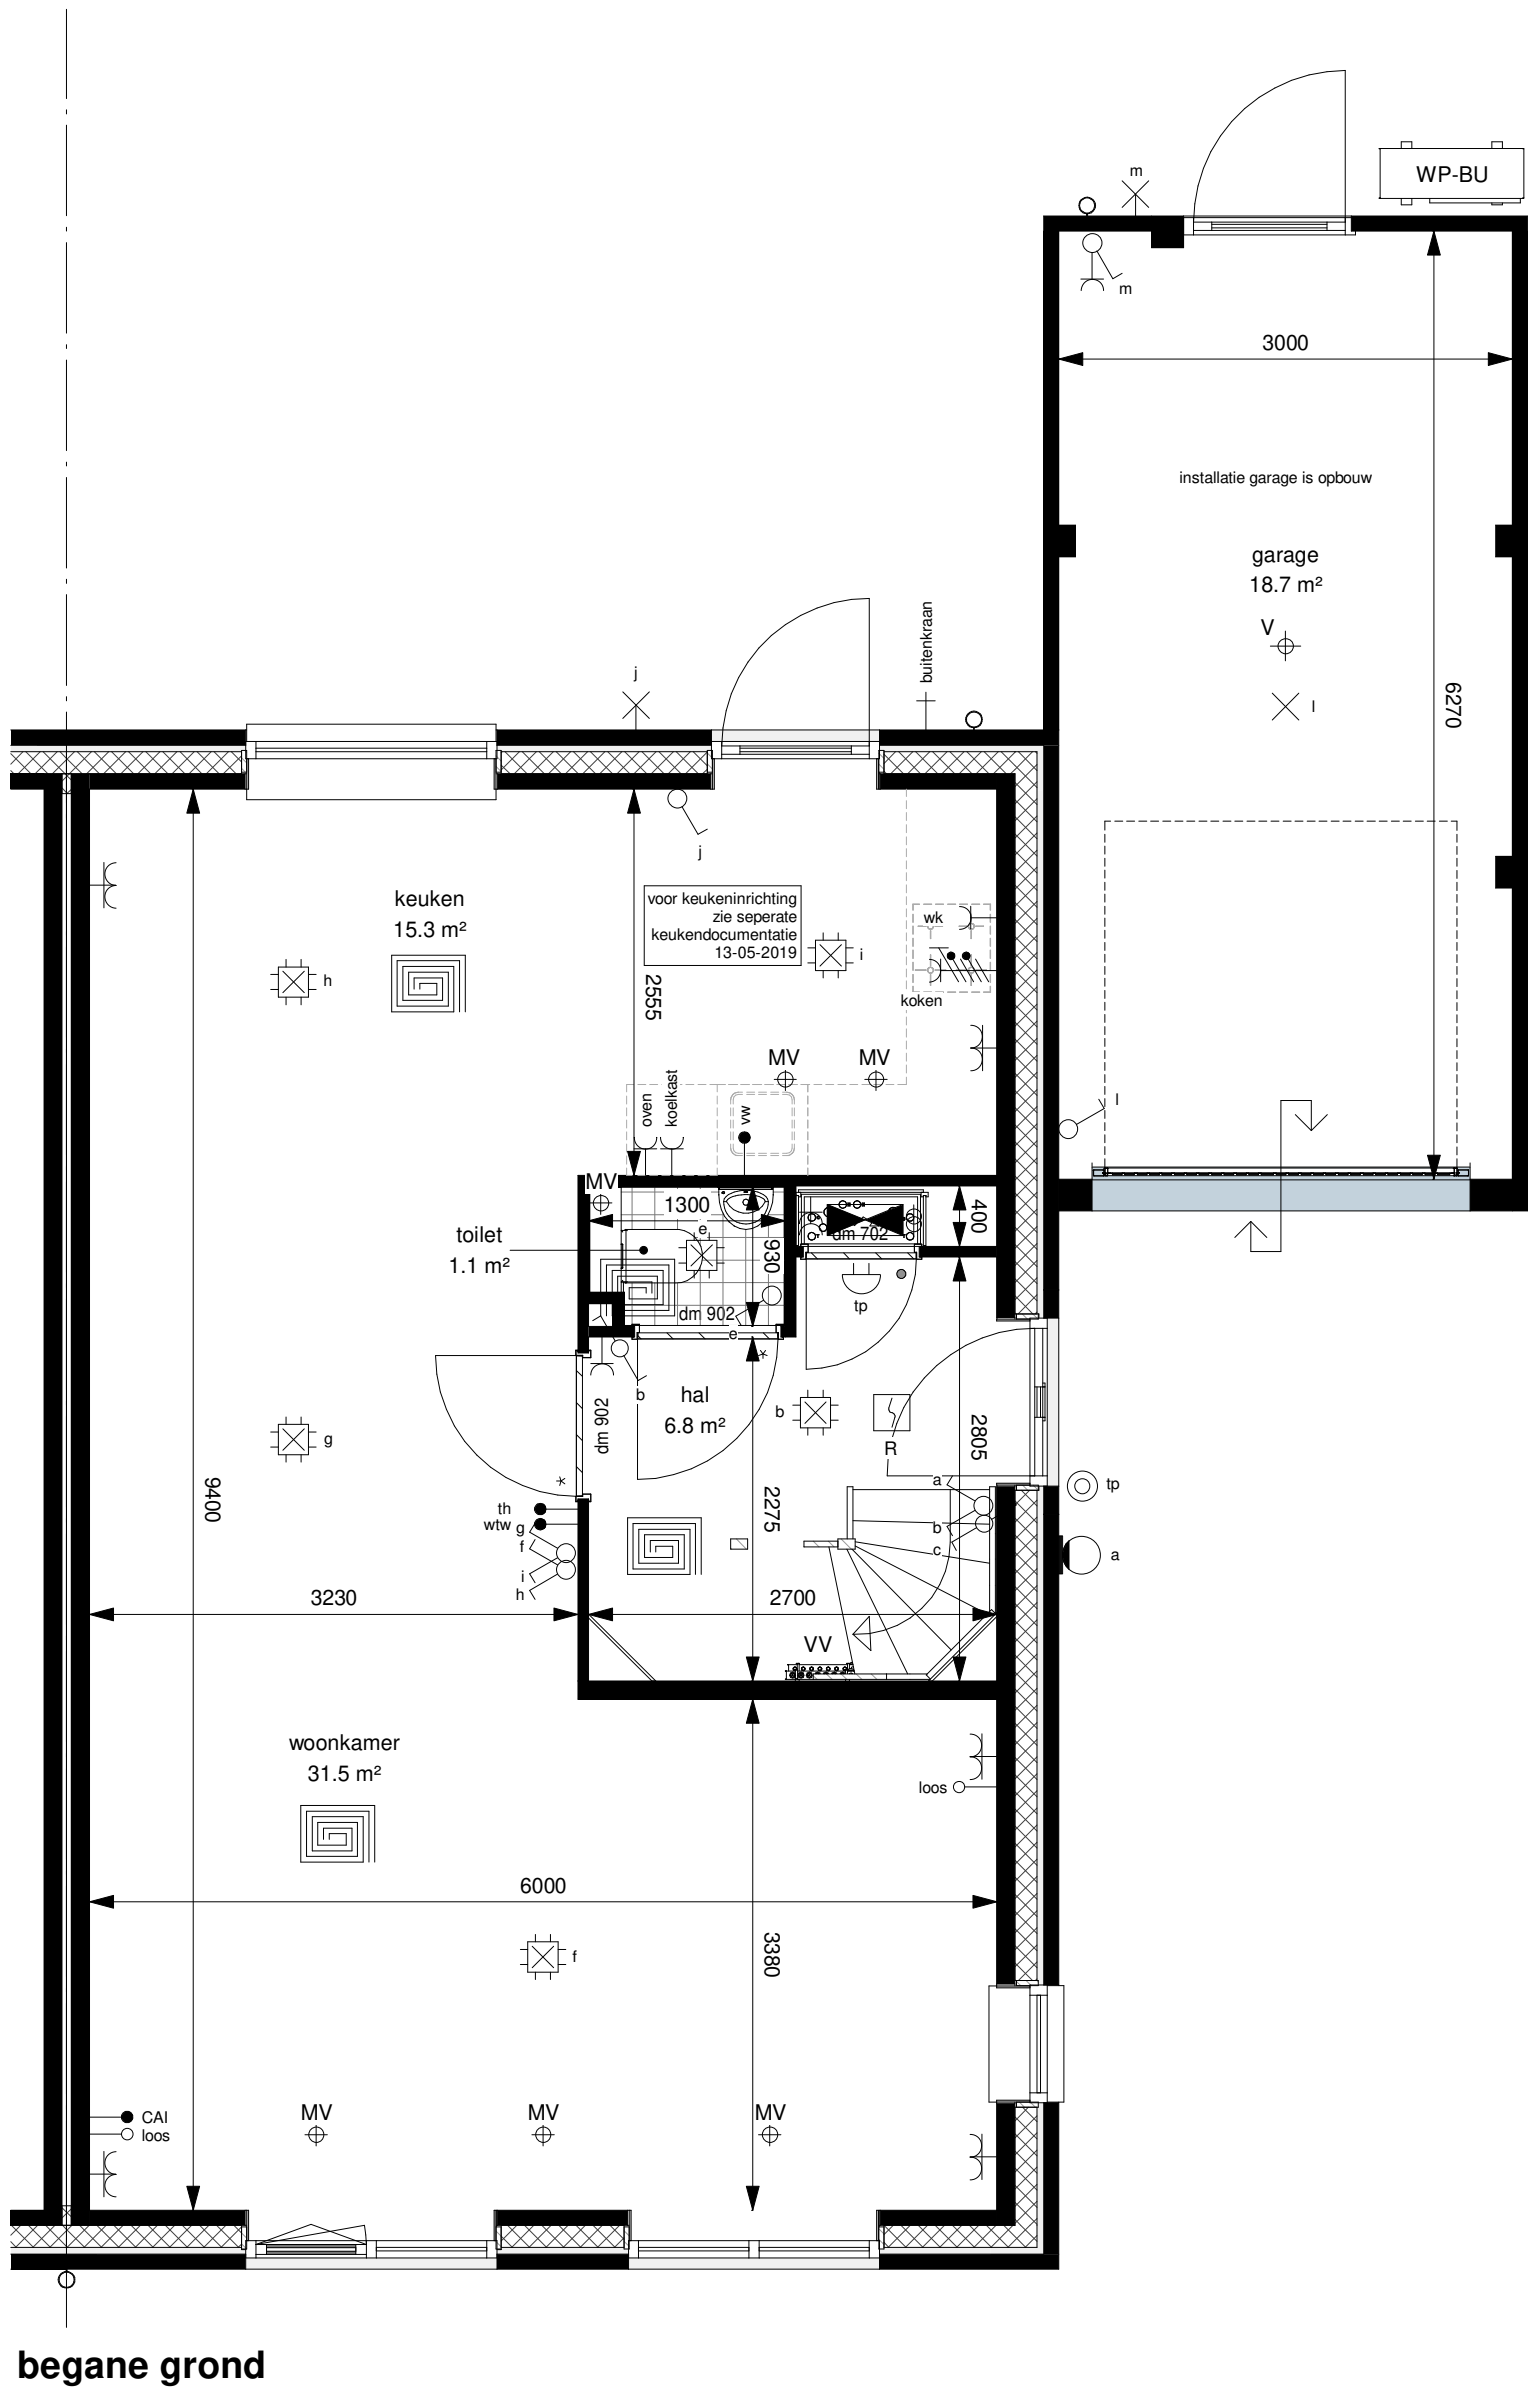 WP-BU
m
m
3000
installatie garage is opbouw
garage
18.7 m²
V
l
6270
buitenkraan
j
j
keuken
15.3 m²
voor keukeninrichting
zie seperate
keukendocumentatie
13-05-2019
h
i
wk
koken
2555
MV
MV
oven
koelkast
vw
l
MV
1300
400
toilet
1.1 m²
e
930
dm 702
dm 902
e
tp
b
dm 902
hal
6.8 m²
b
R
2805
g
9400
a
tp
th
wtw
g
f
i
h
2275
b
c
a
3230
2700
VV
woonkamer
31.5 m²
loos
6000
f
3380
CAI
loos
MV
MV
MV
begane grond